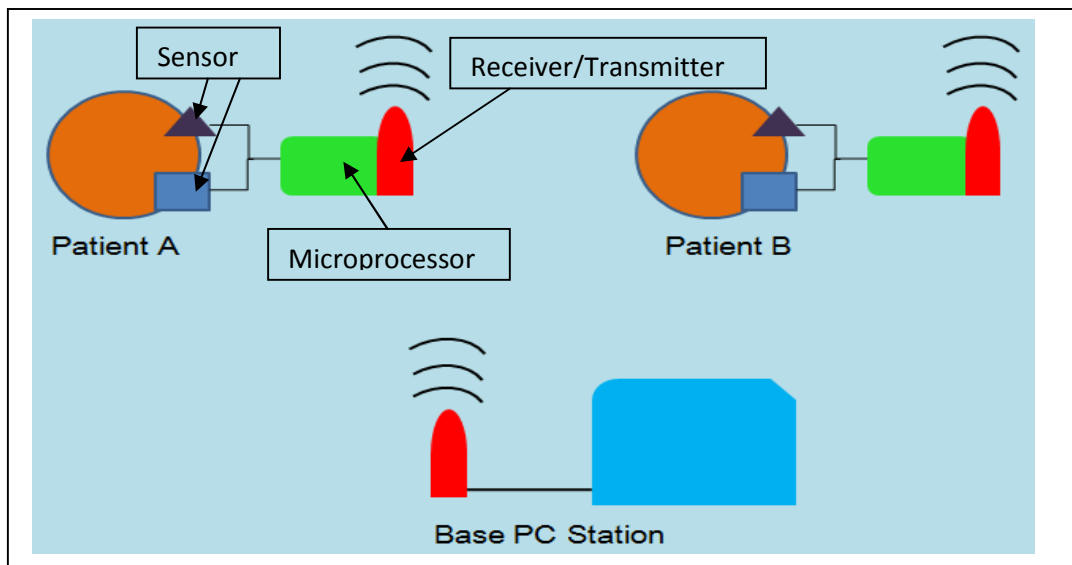 Sensor
Receiver/Transmitter
Patient A
Microprocessor
Patient B
Base PC Station